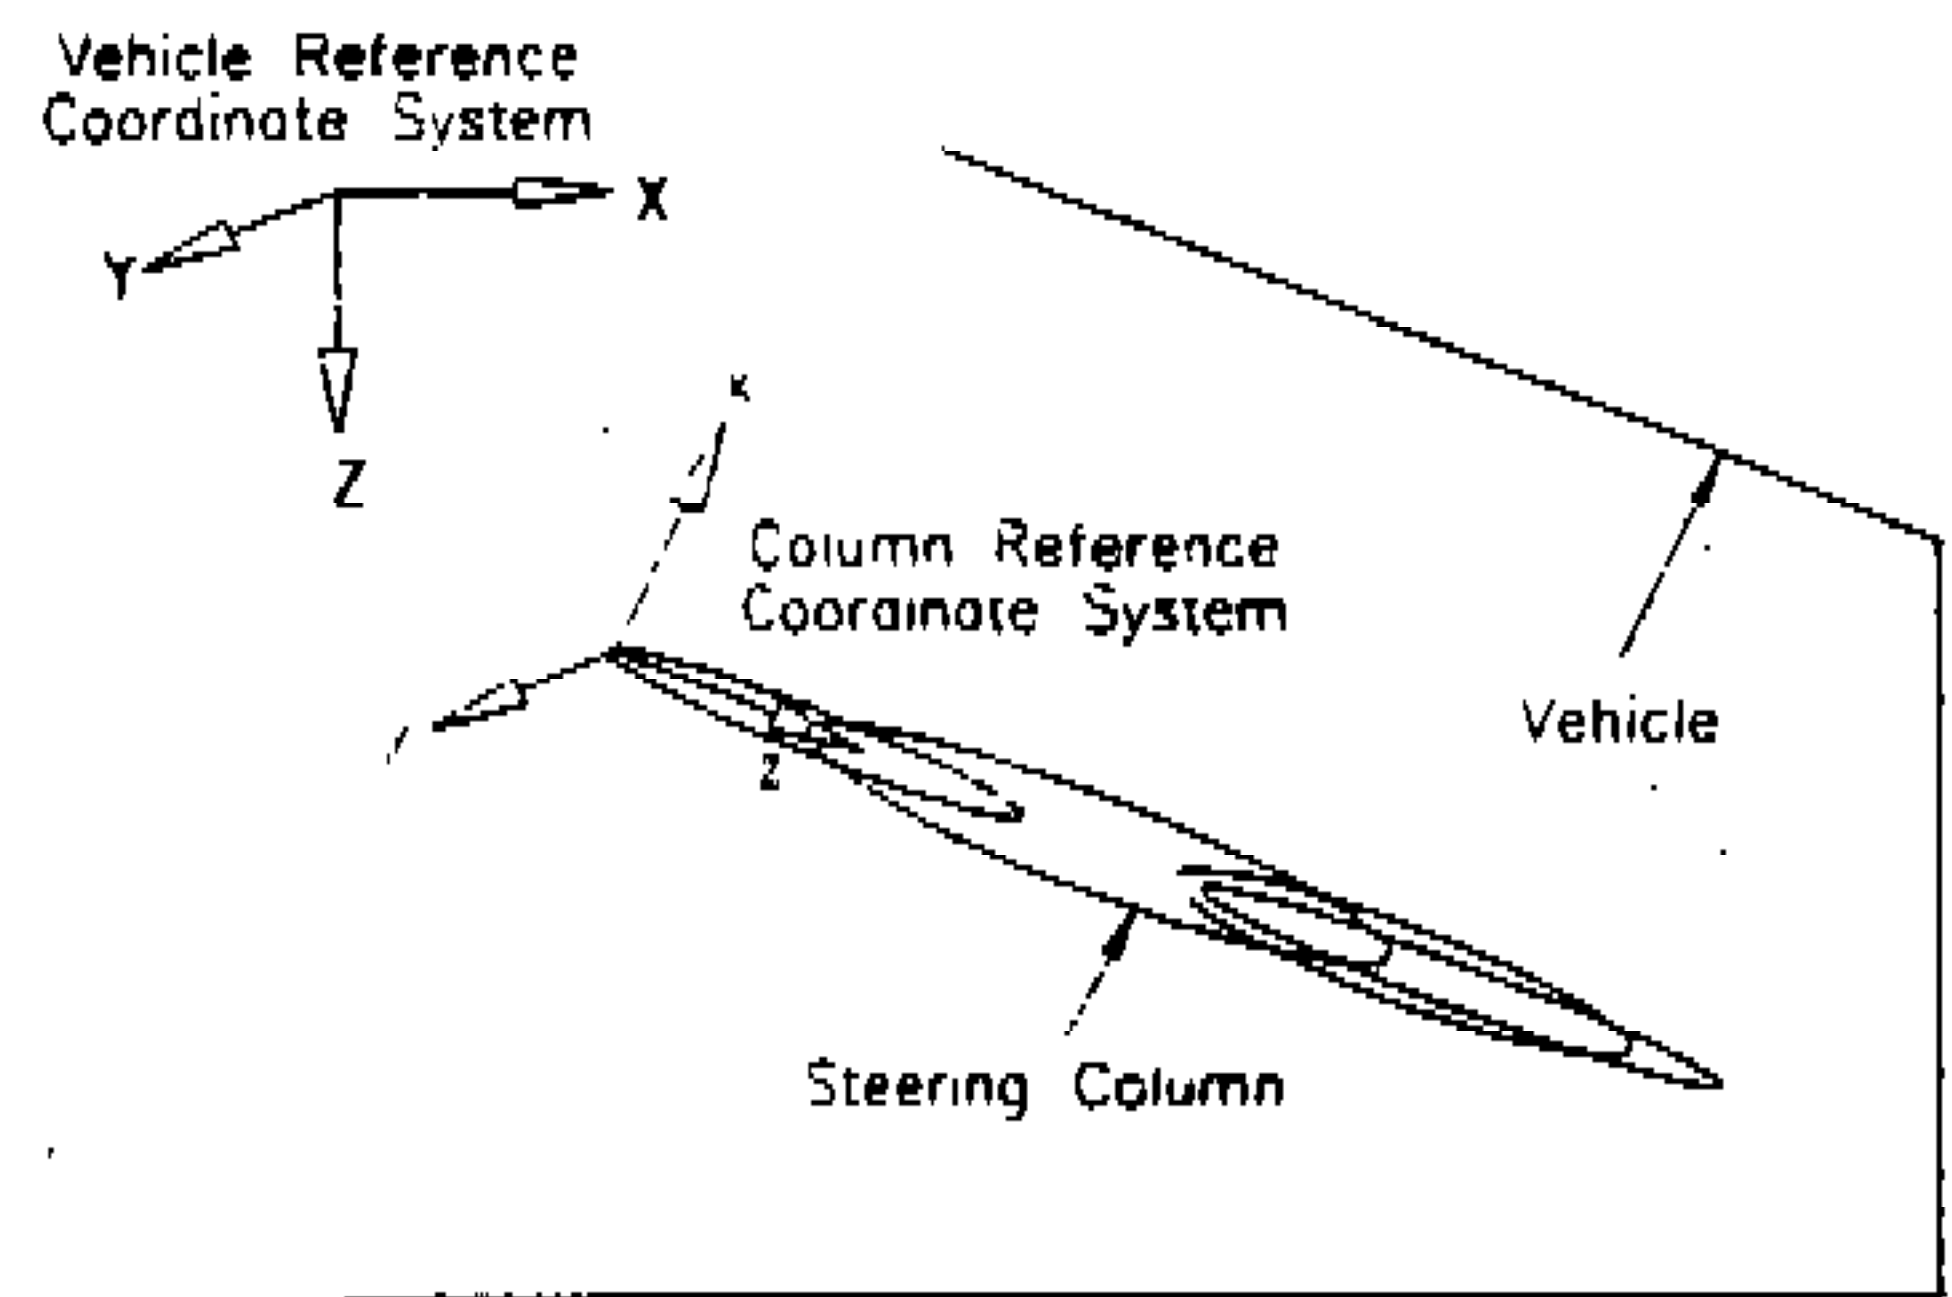 Vehicle Reference
Coordinate System
X
Y
Z
Column Reference
Coordinate System
Z
Vehicle
Steering Column